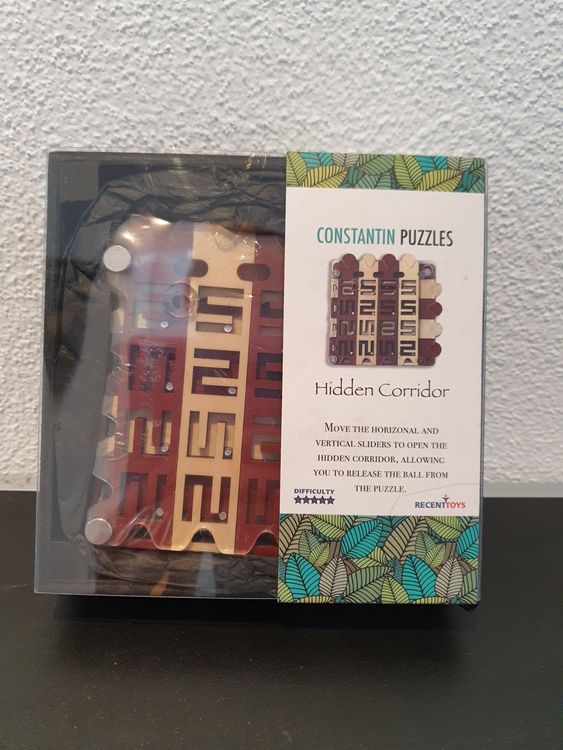 CONSTANTIN PUZZLES
Hidden Corridor
MOVE THE HORIZONAL AND
VERTICAL SLIDERS TO OPEN THE
HIDDEN CORRIDOR, ALLOWING
YOU TO RELEASE THE BALL FROM
THE PUZZLE.
DIFFICULTY
RECENTTOYS